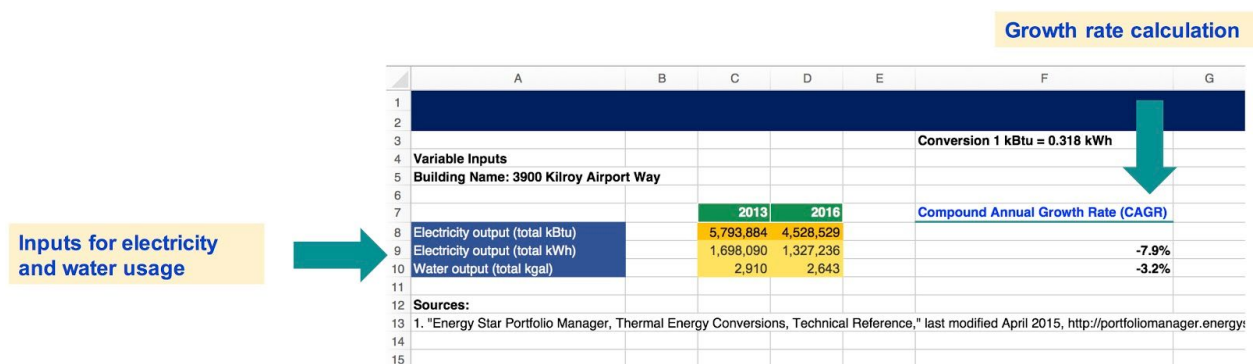 Growth rate calculation
A B C D E F G
1
2
3 Conversion 1 kBtu = 0.318 kWh
4 Variable Inputs
5 Building Name: 3900 Kilroy Airport Way
6
7 2013 2016 Compound Annual Growth Rate (CAGR)
8 Electricity output (total kBtu) 5,793,884 4,528,529
Inputs for electricity
and water usage
9 Electricity output (total kWh) 1,698,090 1,327,236 -7.9%
10 Water output (total kgal) 2,910 2,643 -3.2%
11
12 Sources:
13 1. "Energy Star Portfolio Manager, Thermal Energy Conversions, Technical Reference," last modified April 2015, http://portfoliomanager.energys
14
15